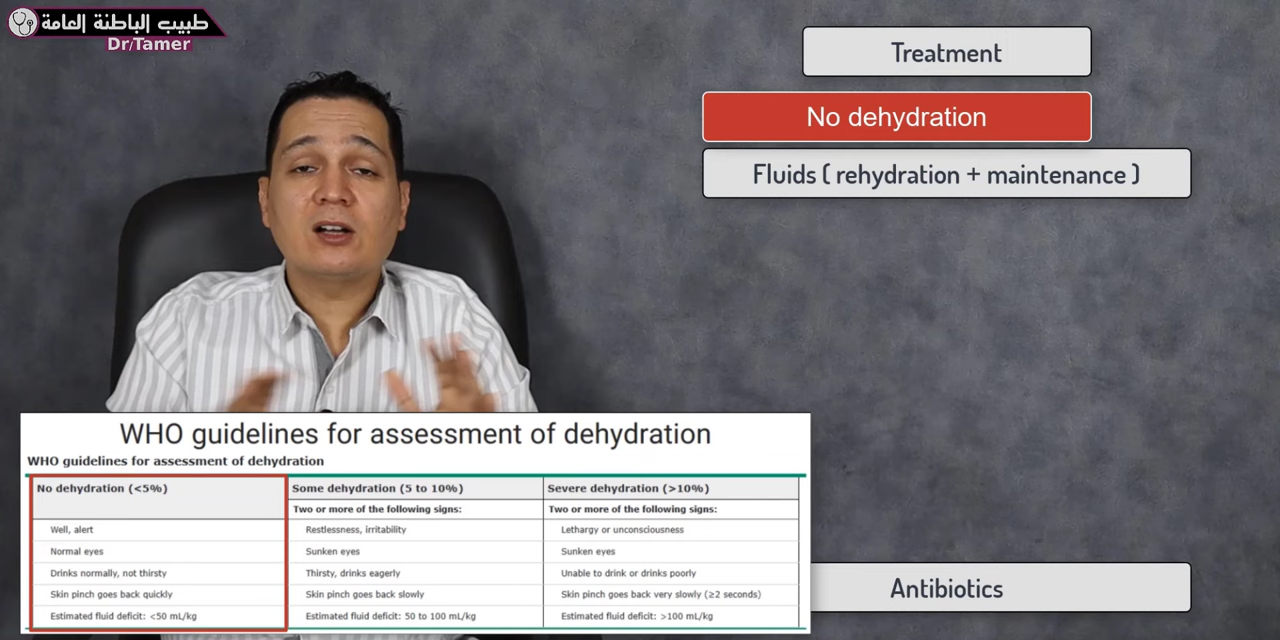 طبيب الباطنة العامة
Dr/Tamer
Treatment
No dehydration
Fluids ( rehydration + maintenance )
WHO guidelines for assessment of dehydration
WHO guidelines for assessment of dehydration
No dehydration (<5%) Some dehydration (5 to 10%) Severe dehydration (>10%)
Two or more of the following signs: Two or more of the following signs:
Well, alert Restlessness, irritability Lethargy or unconsciousness
Normal eyes Sunken eyes Sunken eyes
Drinks normally, not thirsty Thirsty, drinks eagerly Unable to drink or drinks poorly
Skin pinch goes back quickly Skin pinch goes back slowly Skin pinch goes back very slowly (≥2 seconds)
Estimated fluid deficit: <50 mL/kg Estimated fluid deficit: 50 to 100 mL/kg Estimated fluid deficit: >100 mL/kg
Antibiotics